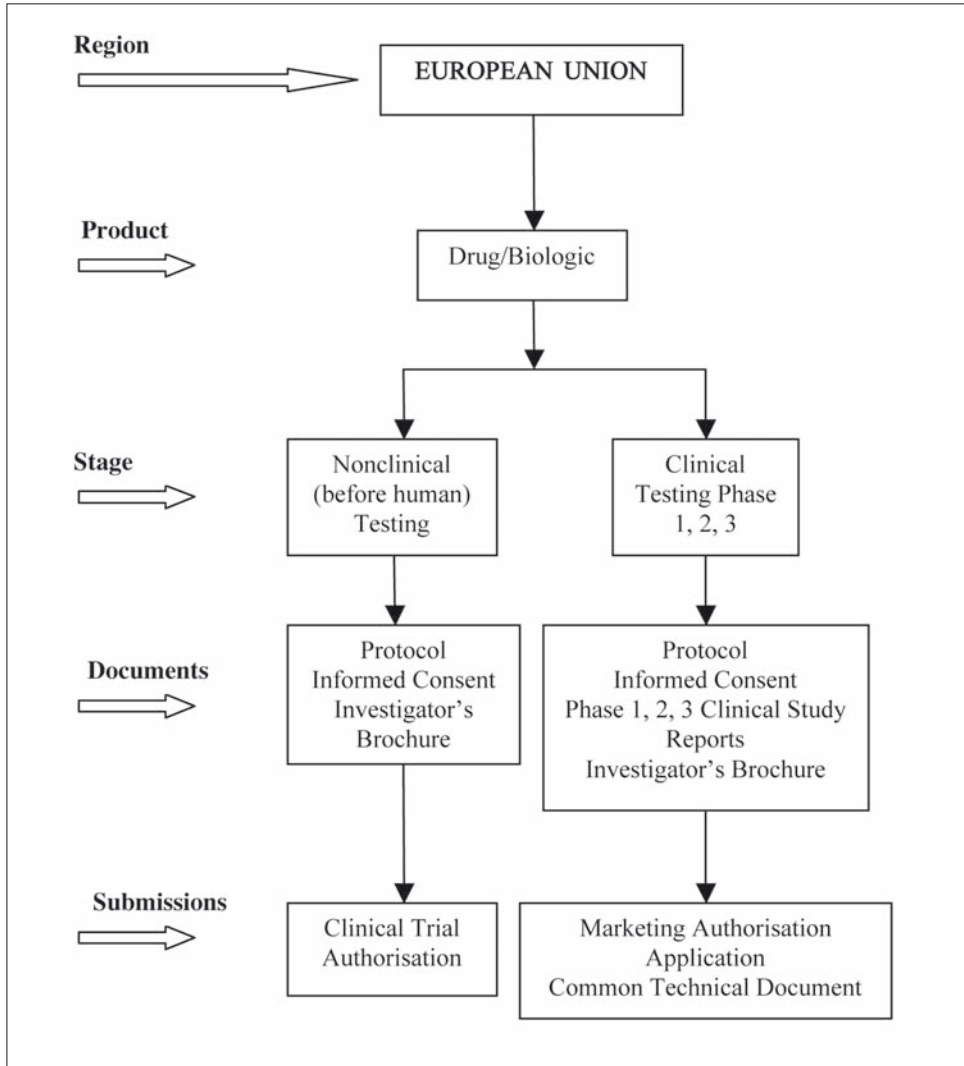 Region
EUROPEAN UNION
Product
Drug/Biologic
Stage
Nonclinical
(before human)
Testing
Clinical
Testing Phase
1, 2, 3
Documents
Protocol
Informed Consent
Investigator’s
Brochure
Protocol
Informed Consent
Phase 1, 2, 3 Clinical Study
Reports
Investigator’s Brochure
Submissions
Clinical Trial
Authorisation
Marketing Authorisation
Application
Common Technical Document